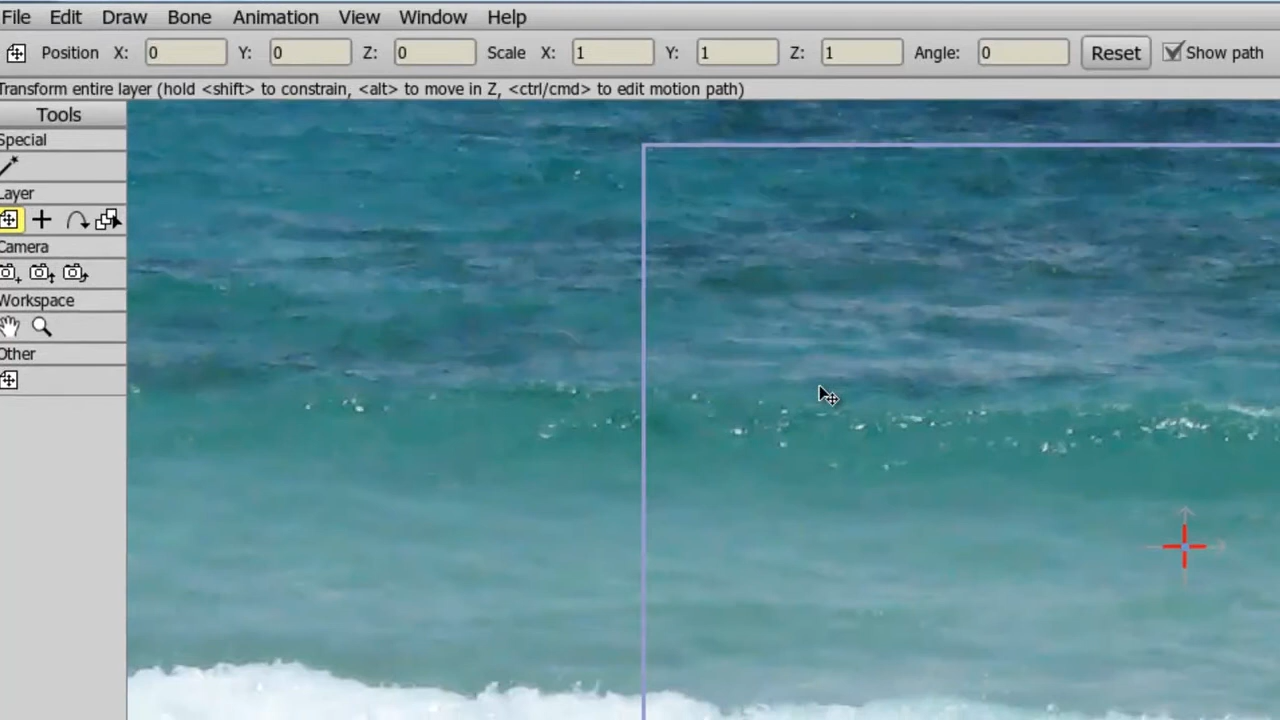 File Edit Draw Bone Animation View Window Help
Position X: 0 Y: 0 Z: 0 Scale X: 1 Y: 1 Z: 1 Angle: 0 Reset Show path
Transform entire layer (hold <shift> to constrain, <alt> to move in Z, <ctrl/cmd> to edit motion path)
Tools
Special
Layer
Camera
Workspace
Other